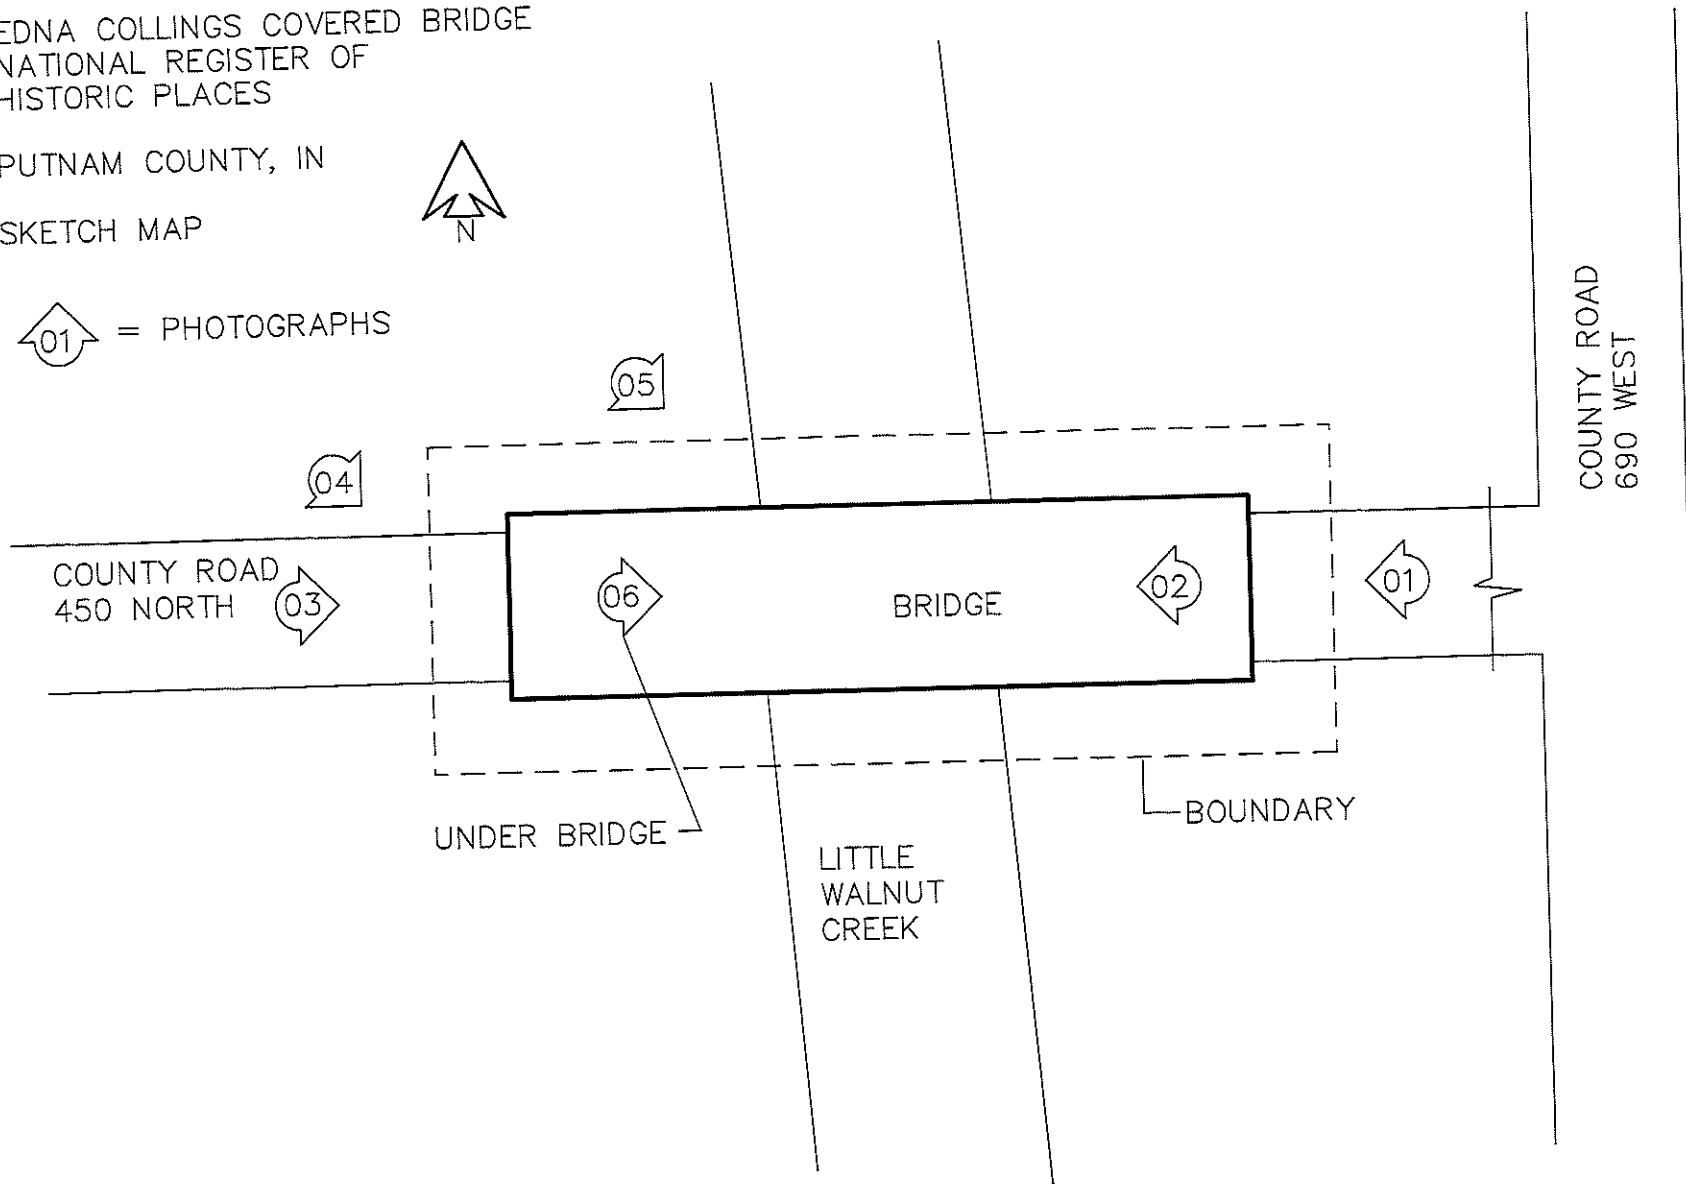 EDNA COLLINGS COVERED BRIDGE
NATIONAL REGISTER OF
HISTORIC PLACES
PUTNAM COUNTY, IN
SKETCH MAP
N
01 = PHOTOGRAPHS
05
04
COUNTY ROAD
690 WEST
COUNTY ROAD
450 NORTH
03
06
BRIDGE
02
01
UNDER BRIDGE
BOUNDARY
LITTLE
WALNUT
CREEK